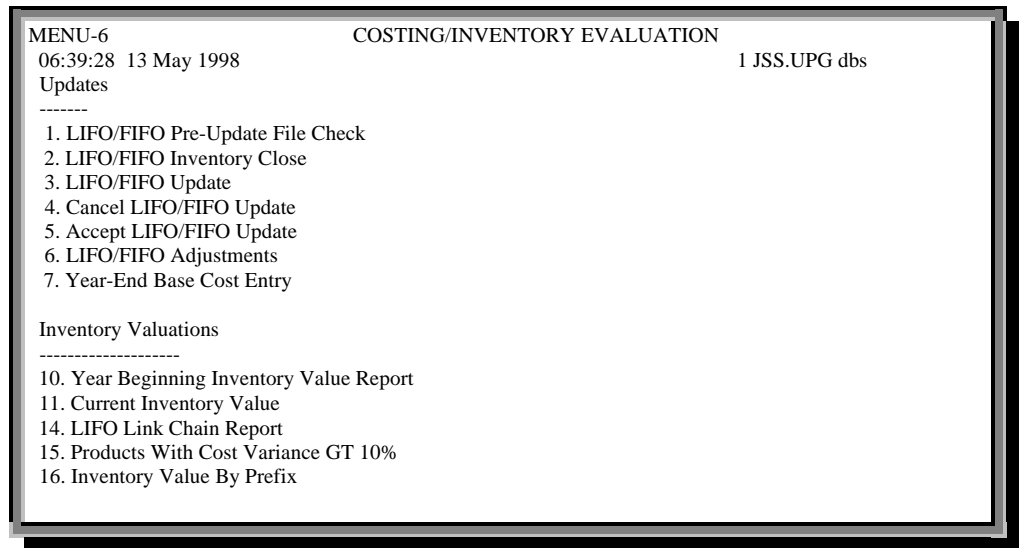 MENU-6 COSTING/INVENTORY EVALUATION
06:39:28 13 May 1998 1 JSS.UPG dbs
Updates
-------
1. LIFO/FIFO Pre-Update File Check
2. LIFO/FIFO Inventory Close
3. LIFO/FIFO Update
4. Cancel LIFO/FIFO Update
5. Accept LIFO/FIFO Update
6. LIFO/FIFO Adjustments
7. Year-End Base Cost Entry
Inventory Valuations
--------------------
10. Year Beginning Inventory Value Report
11. Current Inventory Value
14. LIFO Link Chain Report
15. Products With Cost Variance GT 10%
16. Inventory Value By Prefix